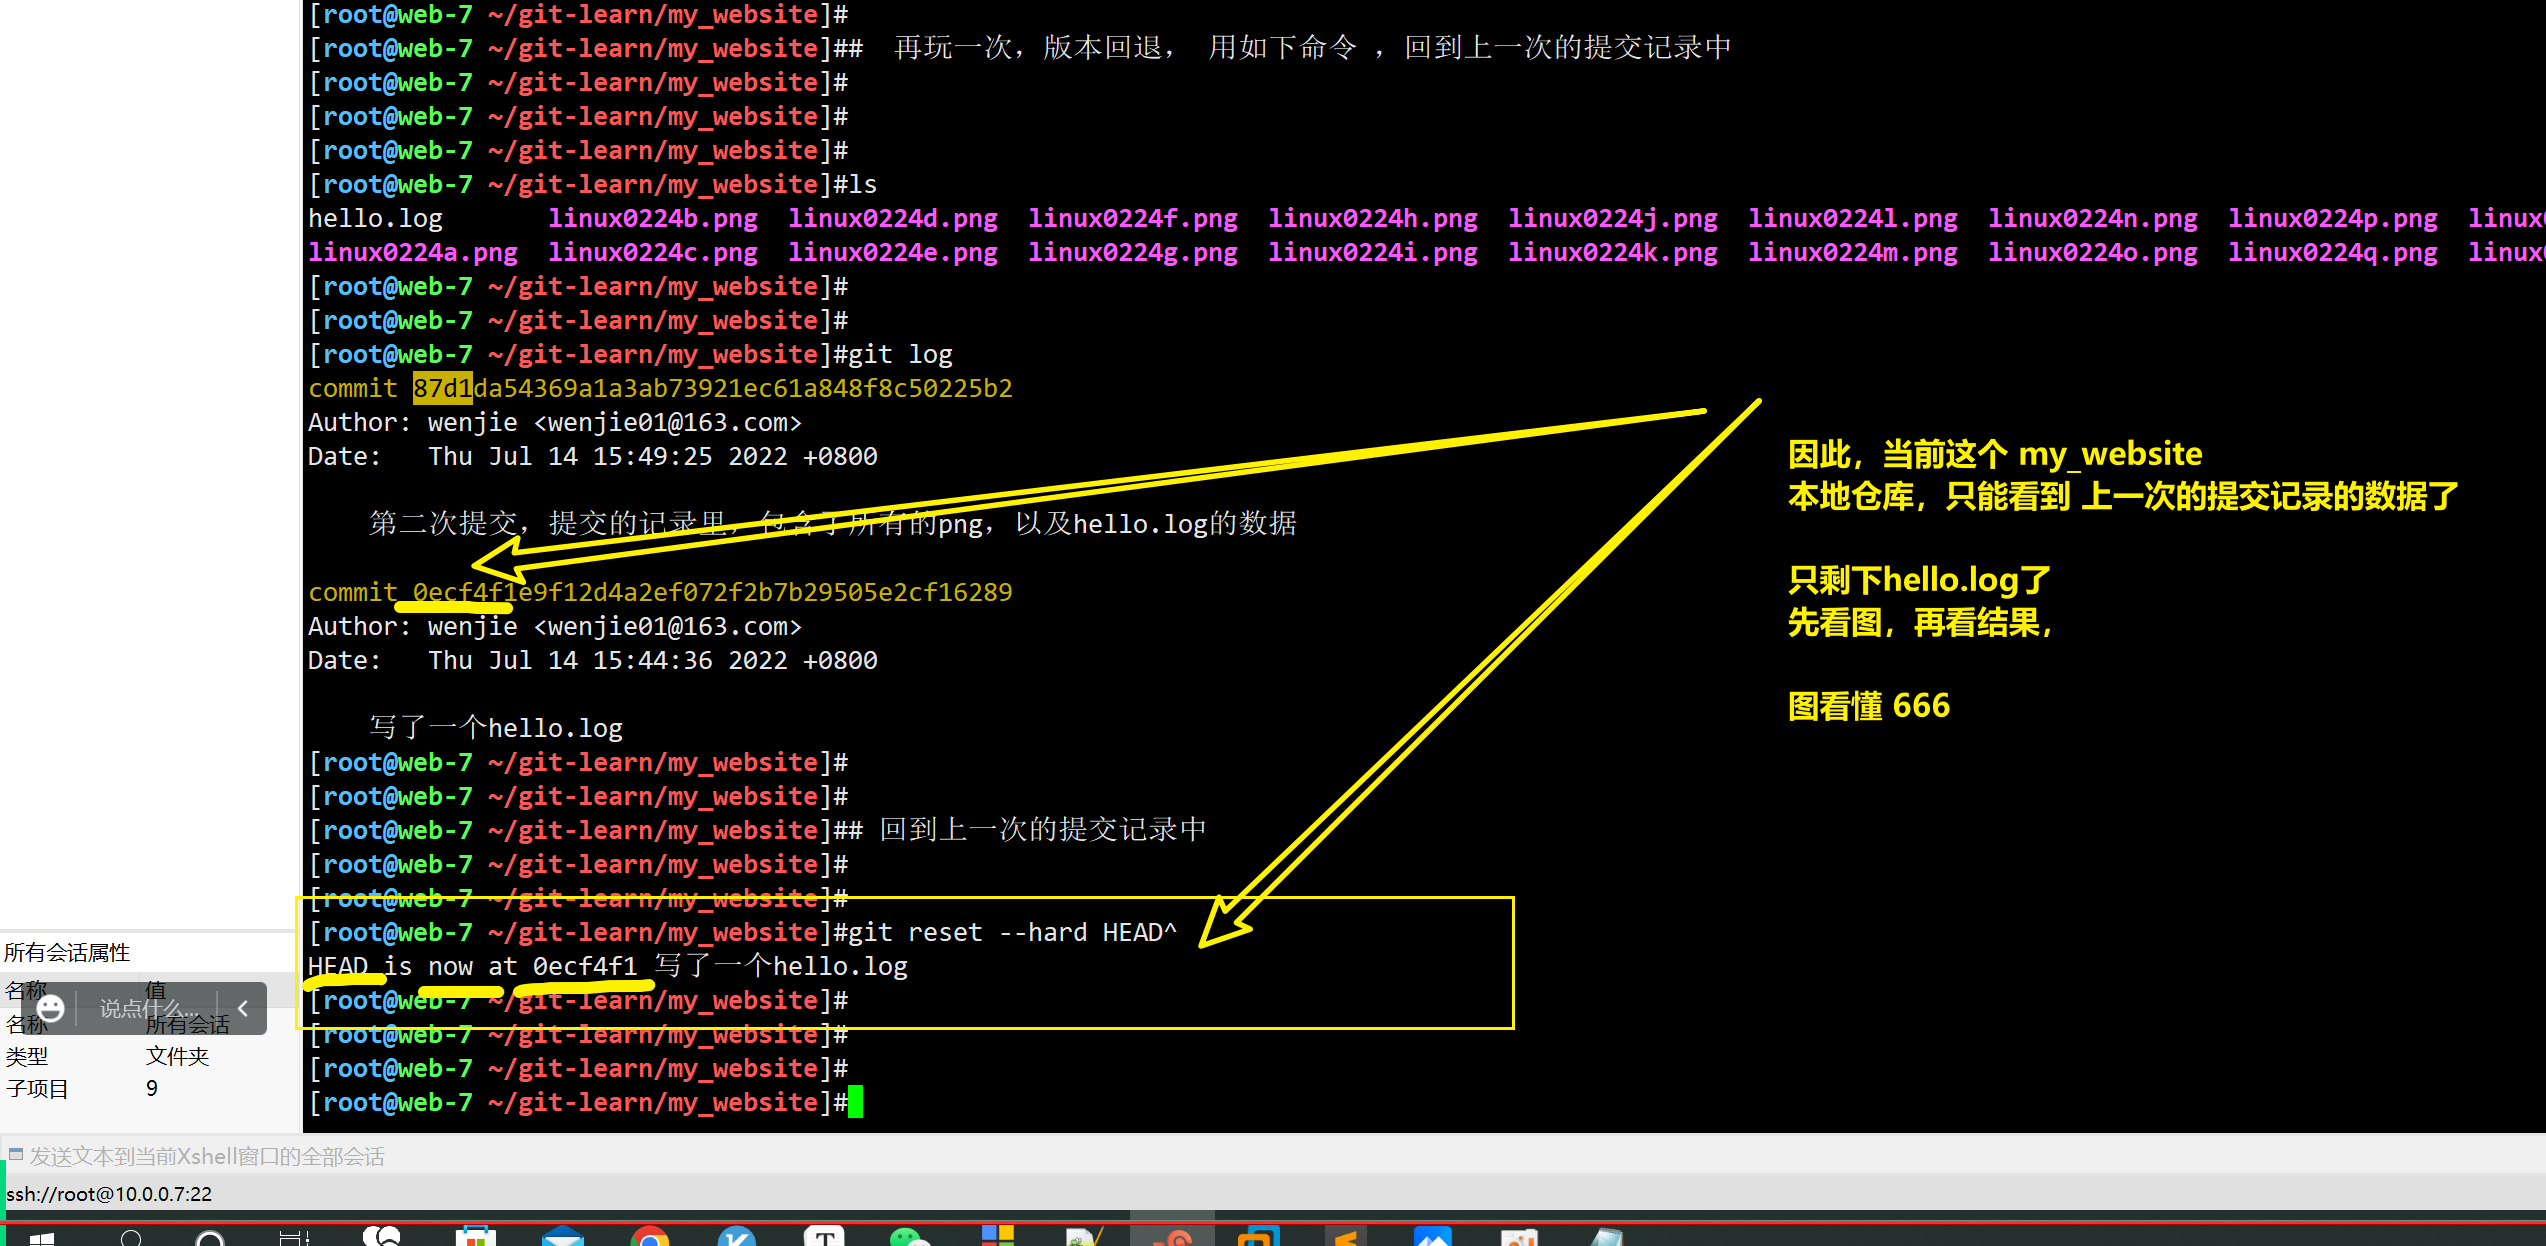 [root@web-7 ~/git-learn/my_website]#
[root@web-7 ~/git-learn/my_website]## 再玩一次，版本回退， 用如下命令 ，回到上一次的提交记录中
[root@web-7 ~/git-learn/my_website]#
[root@web-7 ~/git-learn/my_website]#
[root@web-7 ~/git-learn/my_website]#
[root@web-7 ~/git-learn/my_website]#ls
hello.log linux0224b.png linux0224d.png linux0224f.png linux0224h.png linux0224j.png linux0224l.png linux0224n.png linux0224p.png linux
linux0224a.png linux0224c.png linux0224e.png linux0224g.png linux0224i.png linux0224k.png linux0224m.png linux0224o.png linux0224q.png linux
[root@web-7 ~/git-learn/my_website]#
[root@web-7 ~/git-learn/my_website]#
[root@web-7 ~/git-learn/my_website]#git log
commit 87d1da54369a1a3ab73921ec61a848f8c50225b2
Author: wenjie <wenjie01@163.com>
Date: Thu Jul 14 15:49:25 2022 +0800
第二次提交，提交的记录里，包含了所有的png，以及hello.log的数据
commit 0ecf4f1e9f12d4a2ef072f2b7b29505e2cf16289
Author: wenjie <wenjie01@163.com>
Date: Thu Jul 14 15:44:36 2022 +0800
写了一个hello.log
[root@web-7 ~/git-learn/my_website]#
[root@web-7 ~/git-learn/my_website]#
[root@web-7 ~/git-learn/my_website]## 回到上一次的提交记录中
[root@web-7 ~/git-learn/my_website]#
[root@web-7 ~/git-learn/my_website]#
[root@web-7 ~/git-learn/my_website]#git reset --hard HEAD^
HEAD is now at 0ecf4f1 写了一个hello.log
[root@web-7 ~/git-learn/my_website]#
[root@web-7 ~/git-learn/my_website]#
[root@web-7 ~/git-learn/my_website]#
[root@web-7 ~/git-learn/my_website]#
因此，当前这个 my_website
本地仓库，只能看到 上一次的提交记录的数据了
只剩下hello.log了
先看图，再看结果，
图看懂 666
所有会话属性
名称 值
说点什么...
名称 所有会话
类型 文件夹
子项目 9
发送文本到当前Xshell窗口的全部会话
ssh://root@10.0.0.7:22